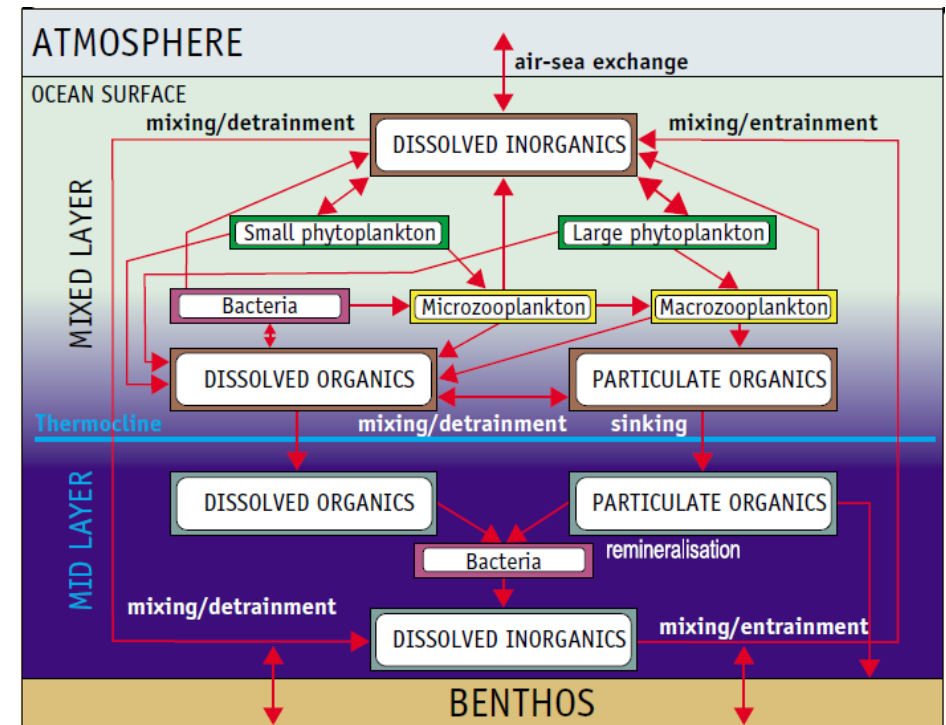 ATMOSPHERE
air-sea exchange
OCEAN SURFACE
mixing/detrainment
mixing/entrainment
DISSOLVED INORGANICS
MIXED LAYER
Small phytoplankton
Large phytoplankton
Bacteria
Microzooplankton
Macrozooplankton
DISSOLVED ORGANICS
PARTICULATE ORGANICS
Thermocline
mixing/detrainment
sinking
MID LAYER
DISSOLVED ORGANICS
PARTICULATE ORGANICS
Bacteria
remineralisation
mixing/detrainment
DISSOLVED INORGANICS
mixing/entrainment
BENTHOS